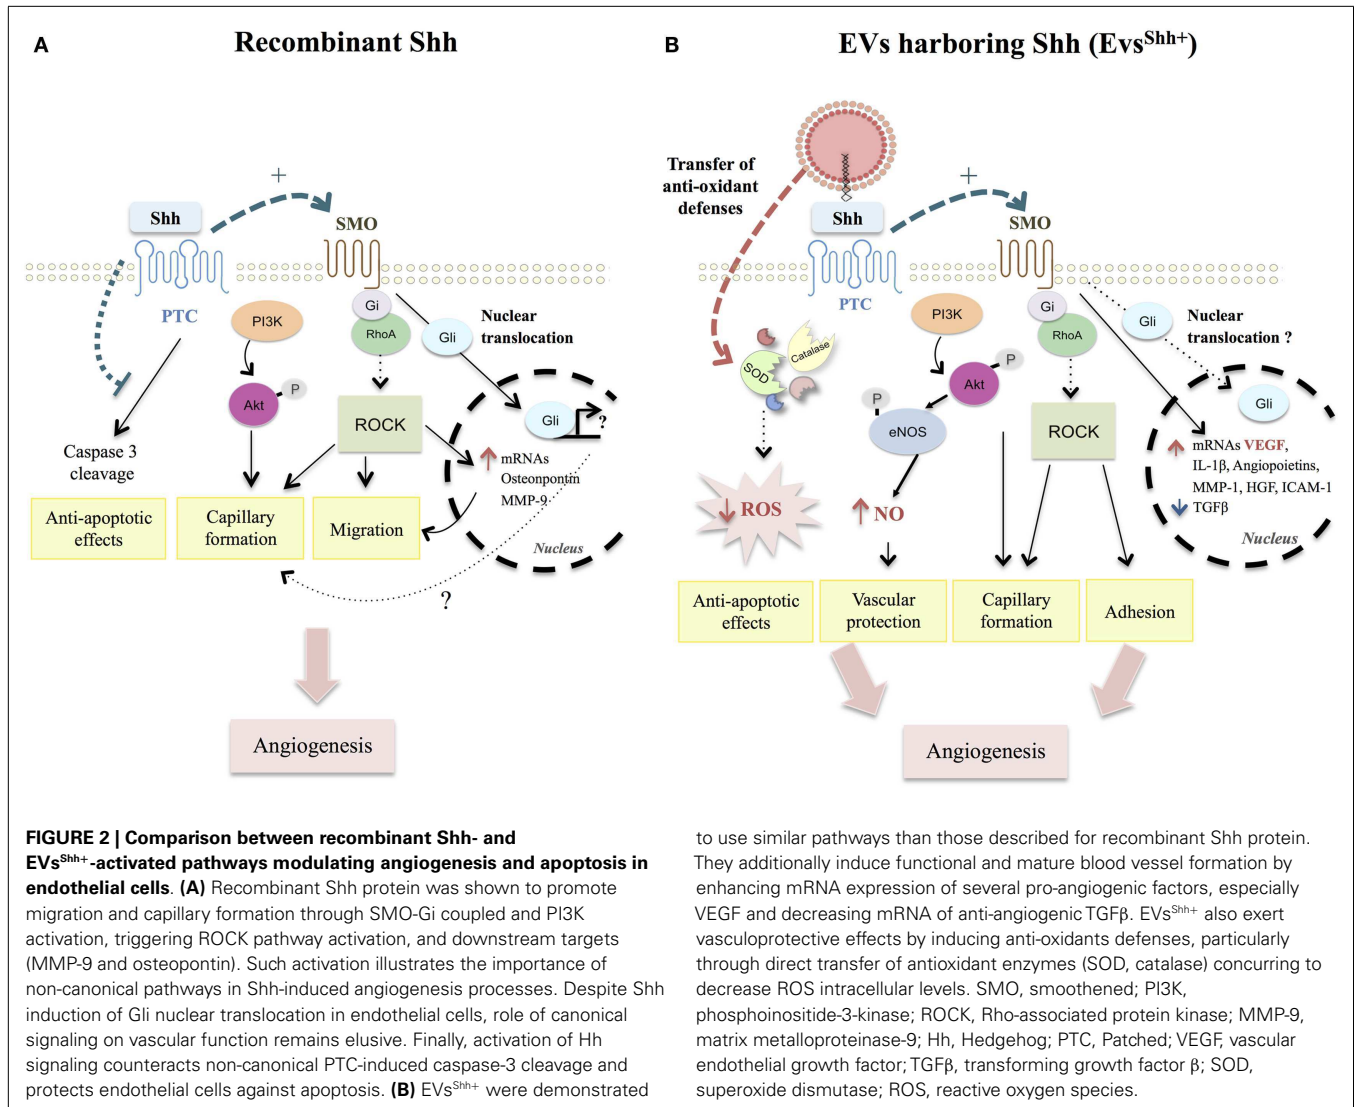 A
Recombinant Shh
+
Shh
SMO
PTC
PI3K
Gi
RhoA
Gli
Nuclear
translocation
Akt
P
ROCK
Gli
?
Caspase 3
cleavage
mRNAs
Osteonpontin
MMP-9
Nucleus
Anti-apoptotic
effects
Capillary
formation
Migration
?
Angiogenesis
B
EVs harboring Shh (Evs^Shh+)
Transfer of
anti-oxidant
defenses
+
Shh
SMO
PTC
PI3K
Gi
RhoA
Gli
Nuclear
translocation ?
SOD
Catalase
Akt
P
P
eNOS
ROCK
Gli
mRNAs VEGF,
IL-1β, Angiopoietins,
MMP-1, HGF, ICAM-1
TGFβ
Nucleus
ROS
NO
Anti-apoptotic
effects
Vascular
protection
Capillary
formation
Adhesion
Angiogenesis
FIGURE 2 | Comparison between recombinant Shh- and
EVs^Shh+-activated pathways modulating angiogenesis and apoptosis in
endothelial cells. (A) Recombinant Shh protein was shown to promote
migration and capillary formation through SMO-Gi coupled and PI3K
activation, triggering ROCK pathway activation, and downstream targets
(MMP-9 and osteopontin). Such activation illustrates the importance of
non-canonical pathways in Shh-induced angiogenesis processes. Despite Shh
induction of Gli nuclear translocation in endothelial cells, role of canonical
signaling on vascular function remains elusive. Finally, activation of Hh
signaling counteracts non-canonical PTC-induced caspase-3 cleavage and
protects endothelial cells against apoptosis. (B) EVs^Shh+ were demonstrated
to use similar pathways than those described for recombinant Shh protein.
They additionally induce functional and mature blood vessel formation by
enhancing mRNA expression of several pro-angiogenic factors, especially
VEGF and decreasing mRNA of anti-angiogenic TGFβ. EVs^Shh+ also exert
vasculoprotective effects by inducing anti-oxidants defenses, particularly
through direct transfer of antioxidant enzymes (SOD, catalase) concurring to
decrease ROS intracellular levels. SMO, smoothened; PI3K,
phosphoinositide-3-kinase; ROCK, Rho-associated protein kinase; MMP-9,
matrix metalloproteinase-9; Hh, Hedgehog; PTC, Patched; VEGF, vascular
endothelial growth factor; TGFβ, transforming growth factor β; SOD,
superoxide dismutase; ROS, reactive oxygen species.